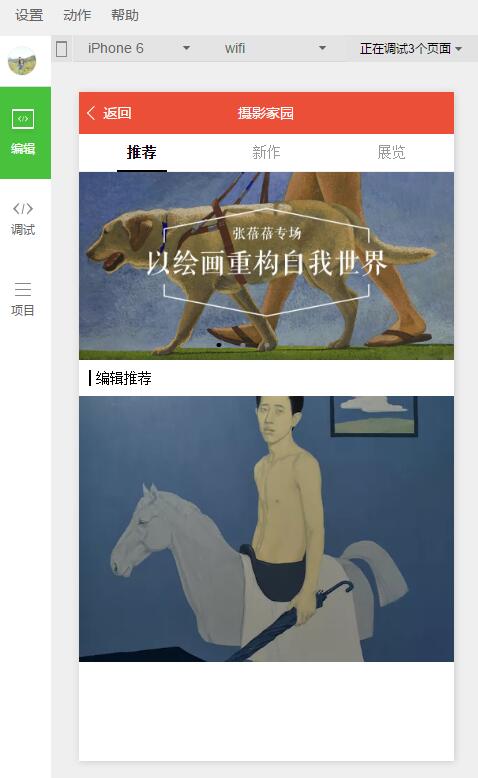 设置 动作 帮助
iPhone 6 wifi 正在调试3个页面
编辑
调试
项目
返回 摄影家园
推荐 新作 展览
张蓓蓓专场
以绘画重构自我世界
编辑推荐